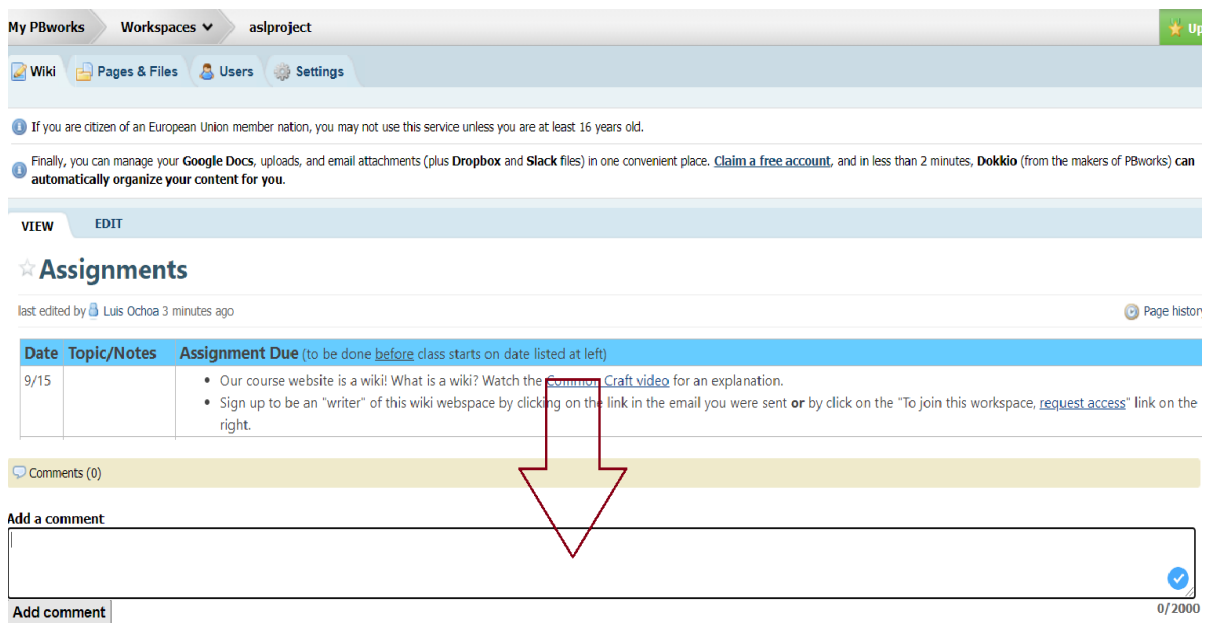 My PBworks Workspaces aslproject Up
Wiki Pages & Files Users Settings
If you are citizen of an European Union member nation, you may not use this service unless you are at least 16 years old.
Finally, you can manage your Google Docs, uploads, and email attachments (plus Dropbox and Slack files) in one convenient place. Claim a free account, and in less than 2 minutes, Dokkio (from the makers of PBworks) can
automatically organize your content for you.
VIEW EDIT
Assignments
last edited by Luis Ochoa 3 minutes ago Page histor
Date Topic/Notes Assignment Due (to be done before class starts on date listed at left)
9/15 • Our course website is a wiki! What is a wiki? Watch the Common Craft video for an explanation.
• Sign up to be an "writer" of this wiki webspace by clicking on the link in the email you were sent or by click on the "To join this workspace, request access" link on the
right.
Comments (0)
Add a comment
Add comment 0/2000